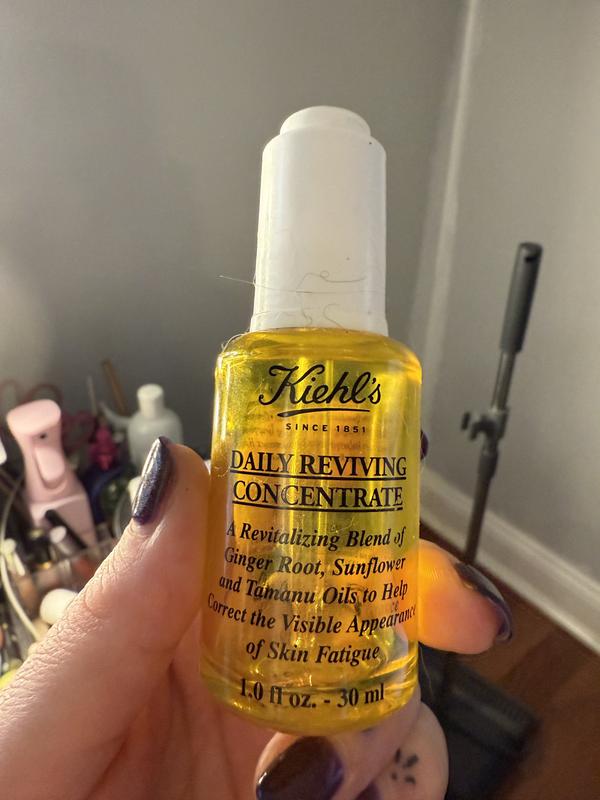 Kiehl's
SINCE 1851
DAILY REVIVING
CONCENTRATE
A Revitalizing Blend of
Ginger Root, Sunflower
and Tamanu Oils to Help
Correct the Visible Appearance
of Skin Fatigue
1.0 fl oz. - 30 ml